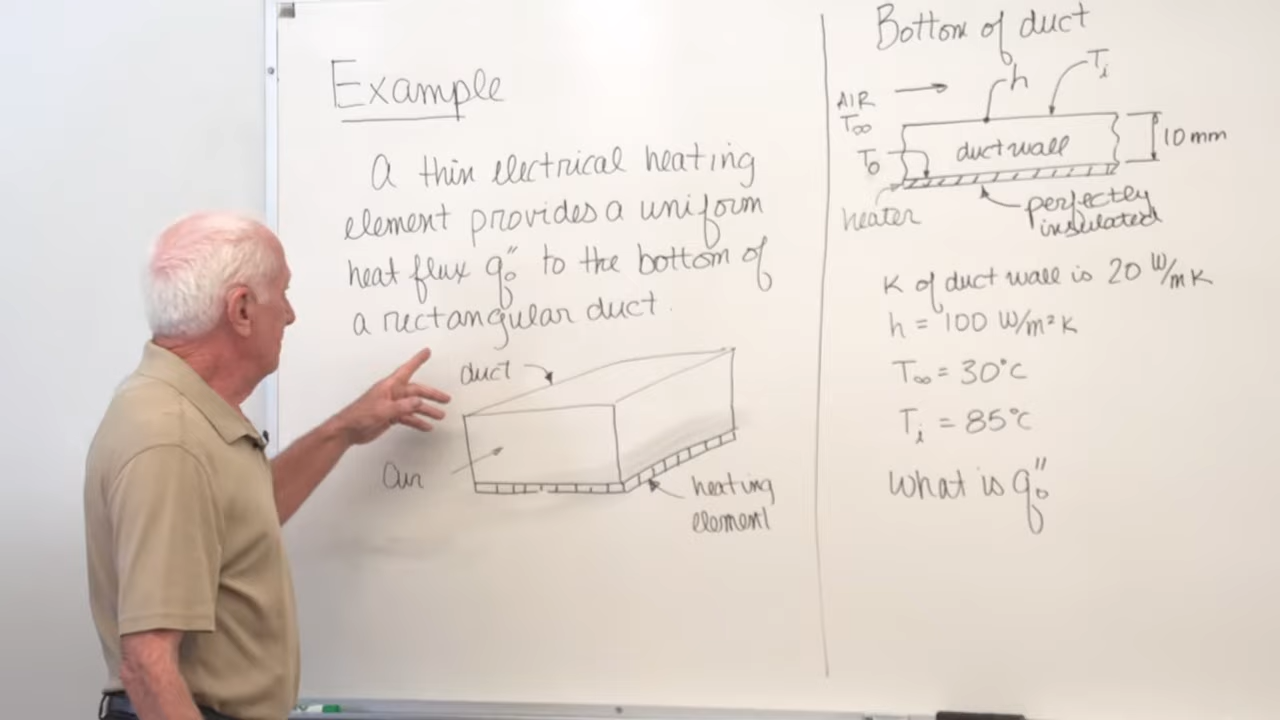 Example
A thin electrical heating
element provides a uniform
heat flux q″₀ to the bottom of
a rectangular duct.
duct
air
heating
element
Bottom of duct
h
Tᵢ
AIR
T∞
T₀
duct wall
10 mm
heater
perfectly
insulated
K of duct wall is 20 W/mK
h = 100 W/m²K
T∞ = 30°C
Tᵢ = 85°C
What is q″₀